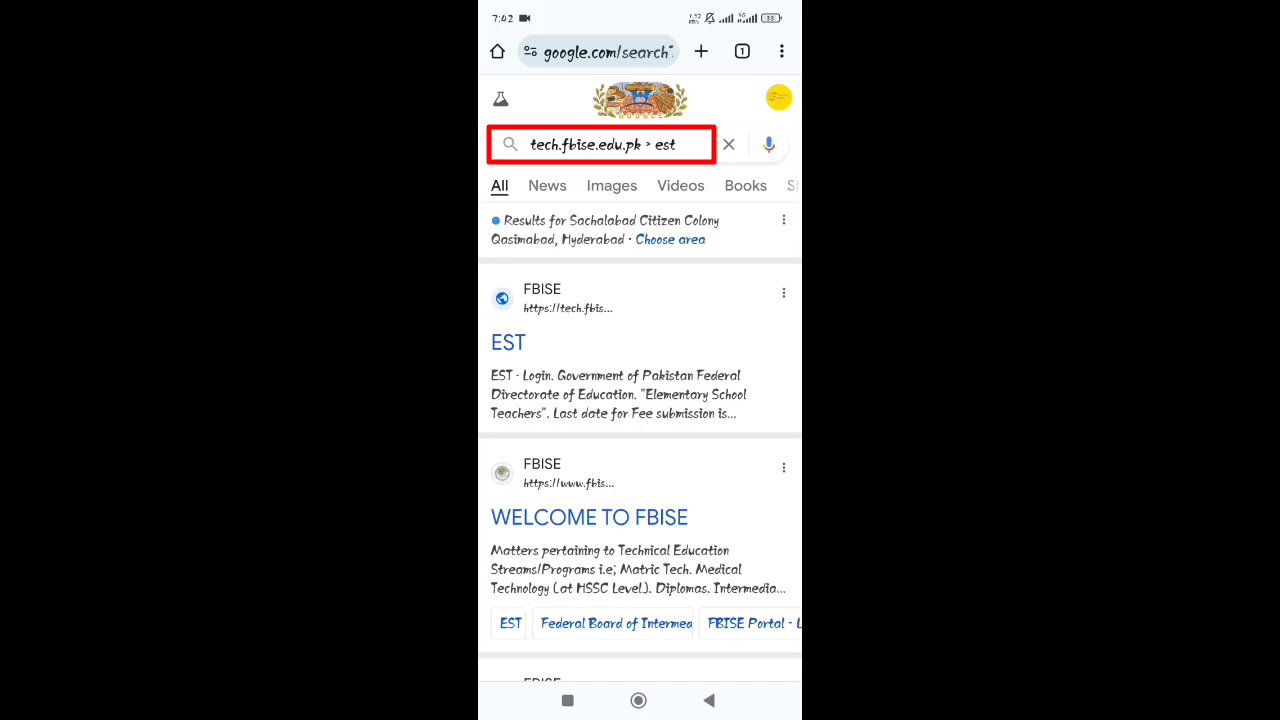 7:42
google.com/search?
1
GOOGLE
tech.fbise.edu.pk > est
All News Images Videos Books
Results for Sachalabad Citizen Colony
Qasimabad, Hyderabad · Choose area
FBISE
https://tech.fbis...
EST
EST · Login. Government of Pakistan Federal
Directorate of Education. "Elementary School
Teachers". Last date for Fee submission is...
FBISE
https://www.fbis...
WELCOME TO FBISE
Matters pertaining to Technical Education
Streams/Programs i.e; Matric Tech. Medical
Technology (at HSSC Level). Diplomas. Intermedia...
EST Federal Board of Intermed FBISE Portal - L
FBISE